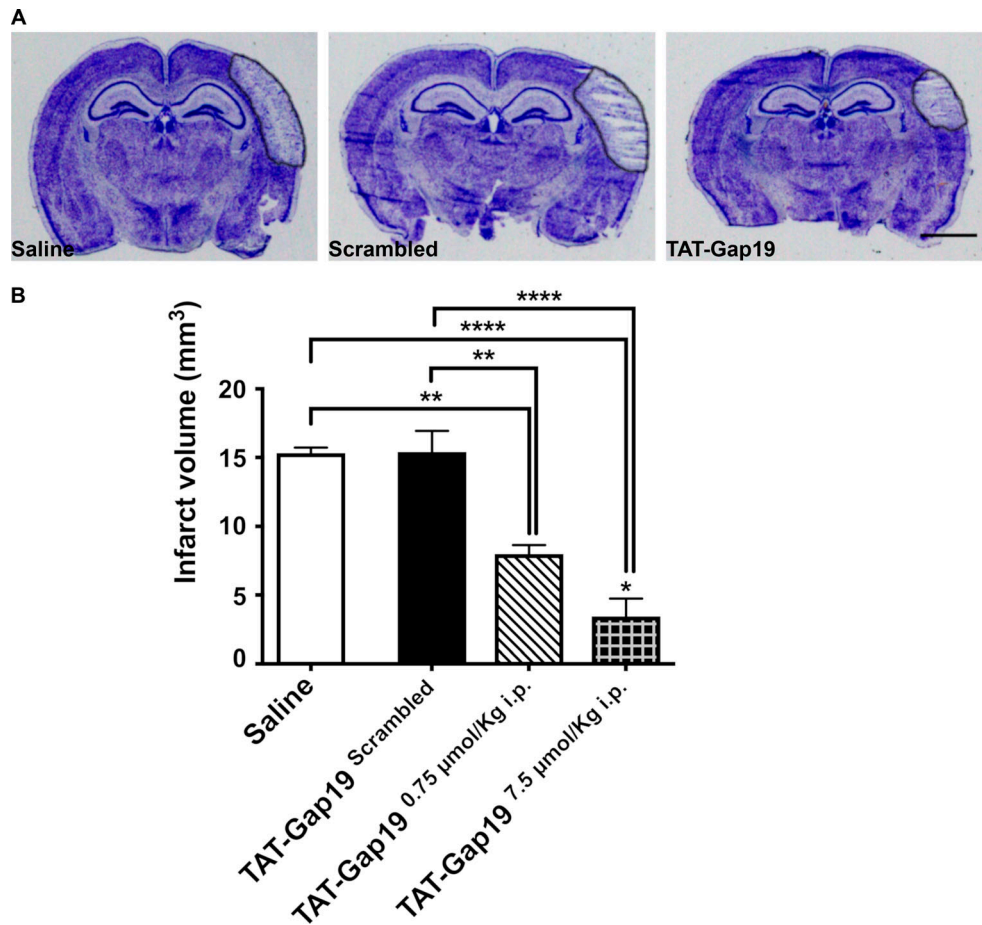 A
Saline
Scrambled
TAT-Gap19
B
Infarct volume (mm³)
20
15
10
5
0
****
****
**
**
*
Saline
TAT-Gap19 Scrambled
TAT-Gap19 0.75 µmol/Kg i.p.
TAT-Gap19 7.5 µmol/Kg i.p.